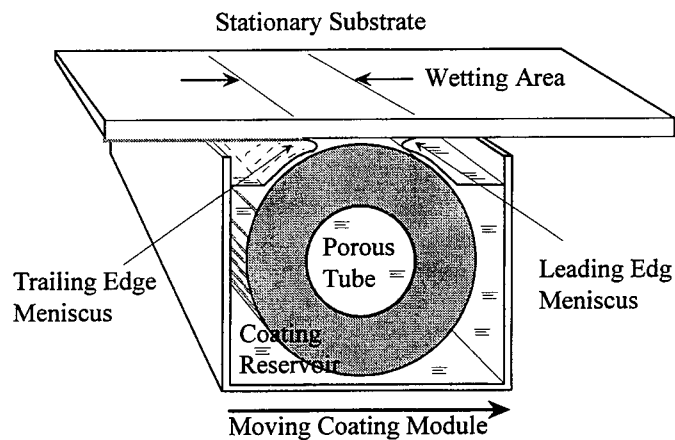 Stationary Substrate
Wetting Area
Porous
Tube
Trailing Edge
Meniscus
Leading Edg
Meniscus
Coating
Reservoir
Moving Coating Module